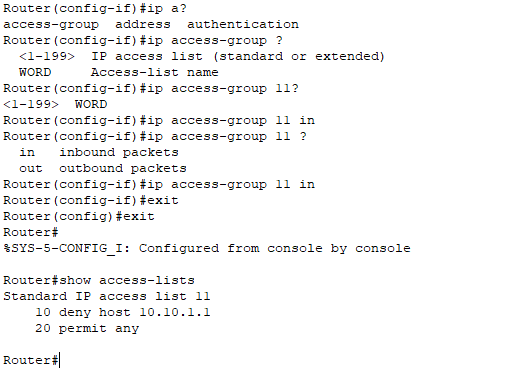 Router(config-if)#ip a?
access-group  address  authentication
Router(config-if)#ip access-group ?
  <1-199>  IP access list (standard or extended)
  WORD     Access-list name
Router(config-if)#ip access-group 11?
<1-199>  WORD
Router(config-if)#ip access-group 11 in
Router(config-if)#ip access-group 11 ?
  in   inbound packets
  out  outbound packets
Router(config-if)#ip access-group 11 in
Router(config-if)#exit
Router(config)#exit
Router#
%SYS-5-CONFIG_I: Configured from console by console

Router#show access-lists
Standard IP access list 11
    10 deny host 10.10.1.1
    20 permit any

Router#